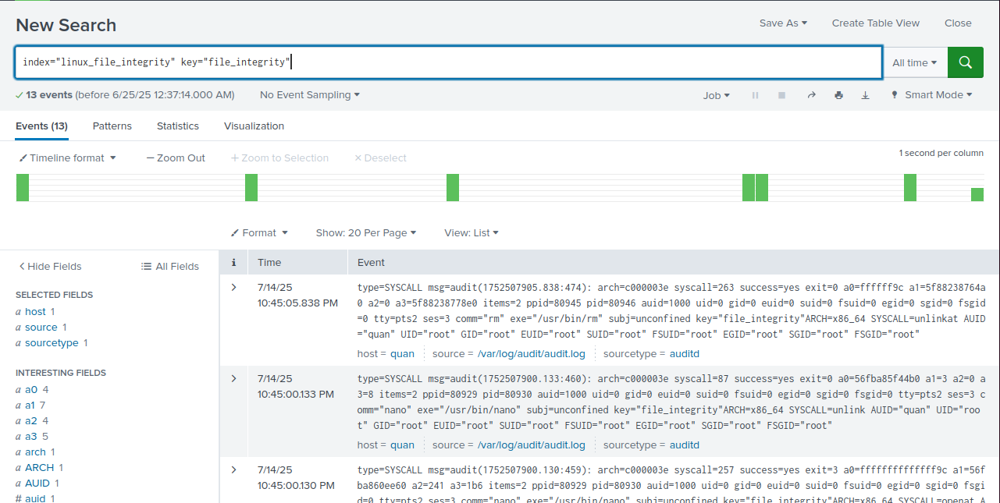 New Search
Save As
Create Table View
Close
index="linux_file_integrity" key="file_integrity"
All time
13 events (before 6/25/25 12:37:14.000 AM)
No Event Sampling
Job
Smart Mode
Events (13)
Patterns
Statistics
Visualization
Timeline format
— Zoom Out
+ Zoom to Selection
× Deselect
1 second per column
Format
Show: 20 Per Page
View: List
< Hide Fields
All Fields
i
Time
Event
SELECTED FIELDS
a host 1
a source 1
a sourcetype 1
INTERESTING FIELDS
a a0 4
a a1 7
a a2 4
a a3 5
a arch 1
a ARCH 1
a AUID 1
# auid 1
7/14/25
10:45:05.838 PM
type=SYSCALL msg=audit(1752507905.838:474): arch=c000003e syscall=263 success=yes exit=0 a0=ffffff9c a1=5f88238764a
0 a2=0 a3=5f88238778e0 items=2 ppid=80945 pid=80946 auid=1000 uid=0 gid=0 euid=0 suid=0 fsuid=0 egid=0 sgid=0 fsgid
=0 tty=pts2 ses=3 comm="rm" exe="/usr/bin/rm" subj=unconfined key="file_integrity"ARCH=x86_64 SYSCALL=unlinkat AUID
="quan" UID="root" GID="root" EUID="root" SUID="root" FSUID="root" EGID="root" SGID="root" FSGID="root"
host = quan
source = /var/log/audit/audit.log
sourcetype = auditd
7/14/25
10:45:00.133 PM
type=SYSCALL msg=audit(1752507900.133:460): arch=c000003e syscall=87 success=yes exit=0 a0=56fba85f44b0 a1=3 a2=0 a
3=8 items=2 ppid=80929 pid=80930 auid=1000 uid=0 gid=0 euid=0 suid=0 fsuid=0 egid=0 sgid=0 fsgid=0 tty=pts2 ses=3 c
omm="nano" exe="/usr/bin/nano" subj=unconfined key="file_integrity"ARCH=x86_64 SYSCALL=unlink AUID="quan" UID="roo
t" GID="root" EUID="root" SUID="root" FSUID="root" EGID="root" SGID="root" FSGID="root"
host = quan
source = /var/log/audit/audit.log
sourcetype = auditd
7/14/25
10:45:00.130 PM
type=SYSCALL msg=audit(1752507900.130:459): arch=c000003e syscall=257 success=yes exit=3 a0=ffffffffffffff9c a1=56f
ba860ee60 a2=241 a3=1b6 items=2 ppid=80929 pid=80930 auid=1000 uid=0 gid=0 euid=0 suid=0 fsuid=0 egid=0 sgid=0 fsgi
d=0 tty=pts2 ses=3 comm="nano" exe="/usr/bin/nano" subj=unconfined key="file_integrity"ARCH=x86_64 SYSCALL=openat A